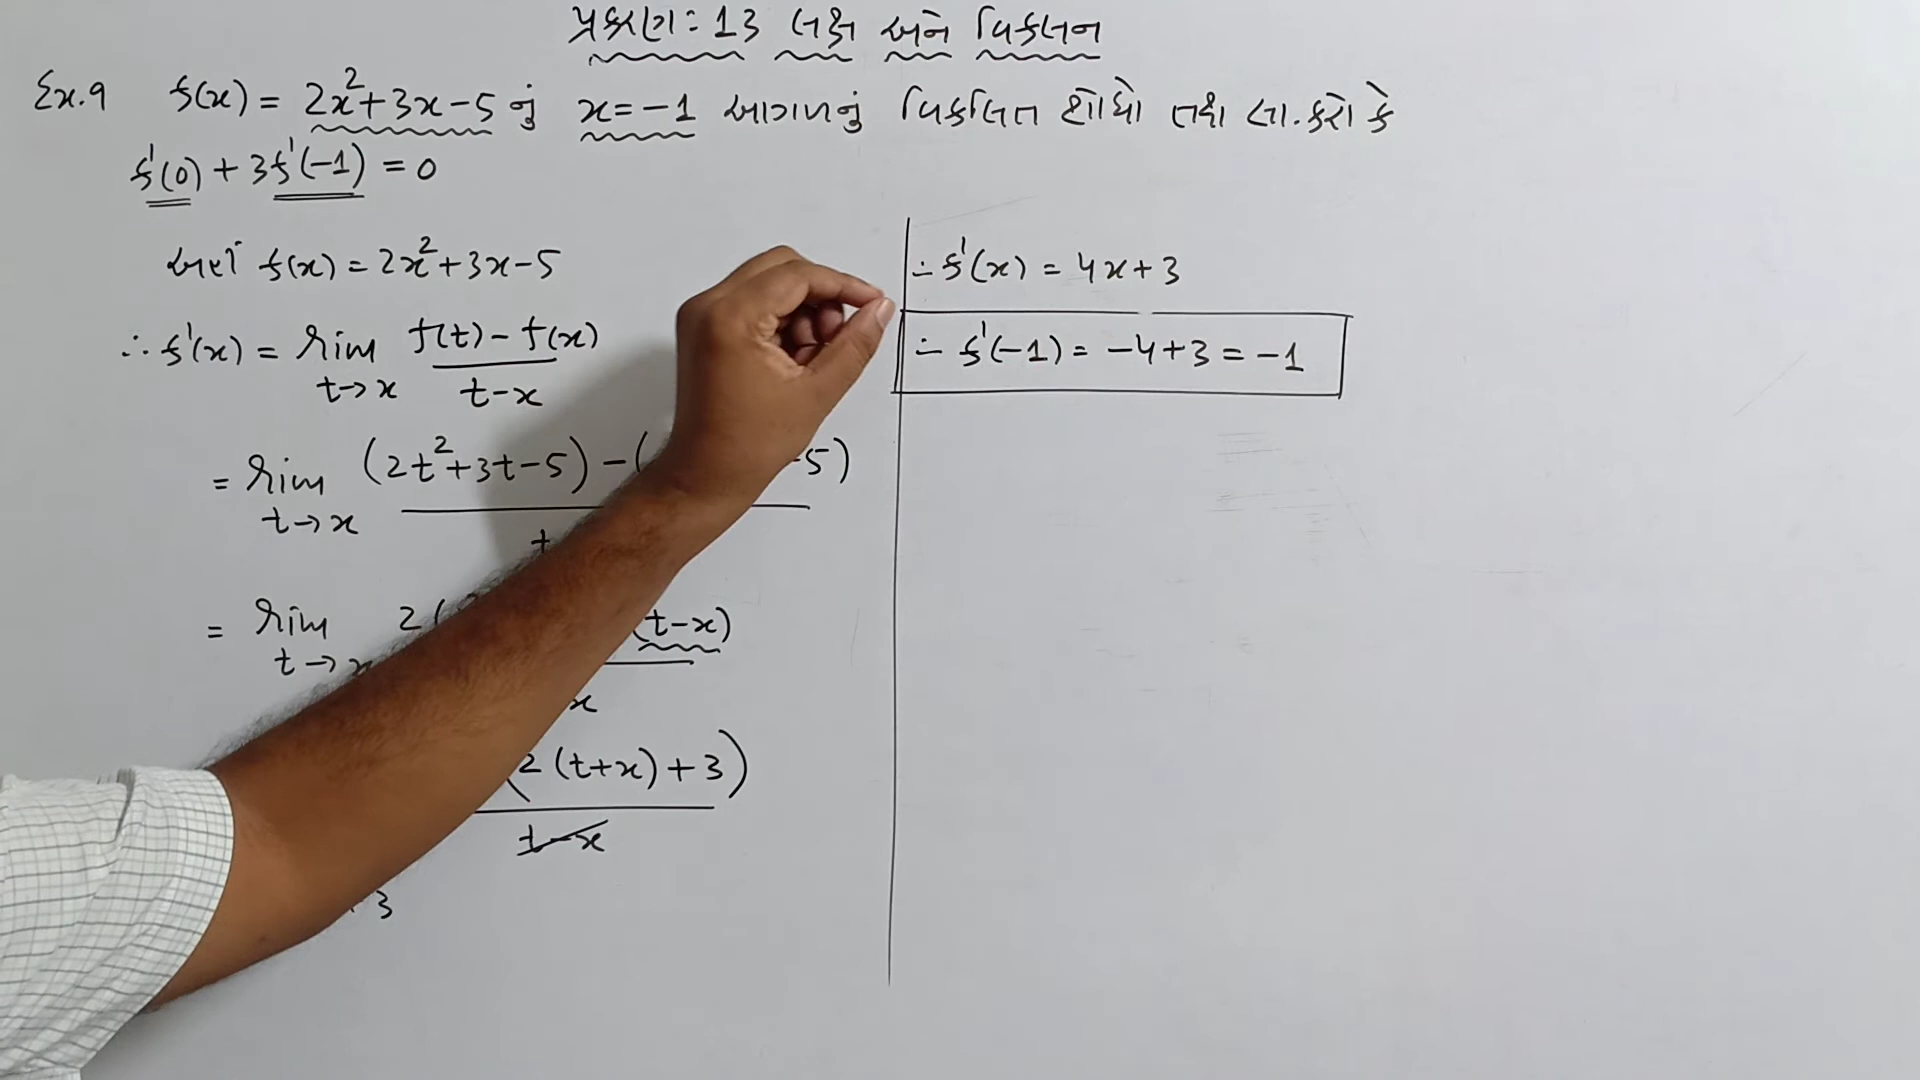 પ્રકરણ : 13 લક્ષ અને વિકલન
Ex.9 f(x) = 2x²+3x-5 નું x=-1 આગળનું વિકલિત શોધો તથા સા.કરો કે
f'(0) + 3f'(-1) = 0
અહીં f(x) = 2x²+3x-5
∴ f'(x) = lim f(t) - f(x)
t→x t-x
= lim (2t²+3t-5) - ( -5)
t→x t
= lim 2( (t-x)
t→x x
(2(t+x)+3)
t-x
3
∴ f'(x) = 4x+3
∴ f'(-1) = -4+3 = -1